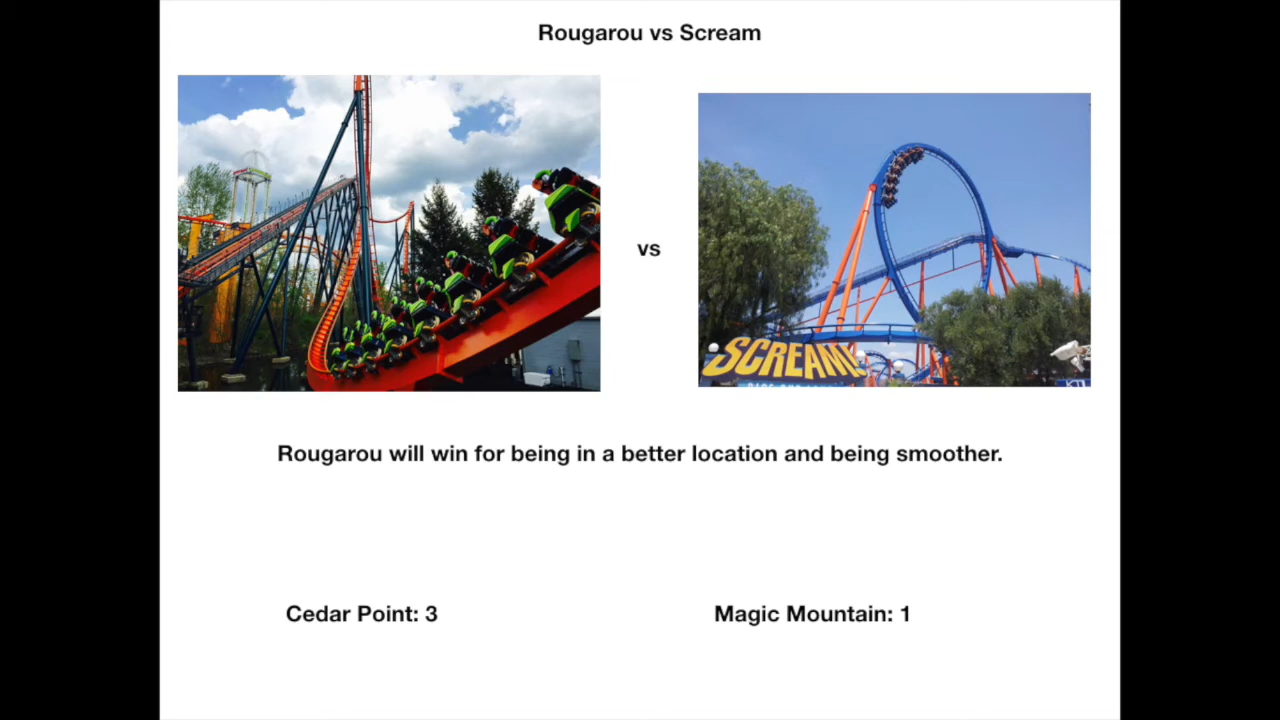 Rougarou vs Scream
vs
SCREAM!
Rougarou will win for being in a better location and being smoother.
Cedar Point: 3
Magic Mountain: 1